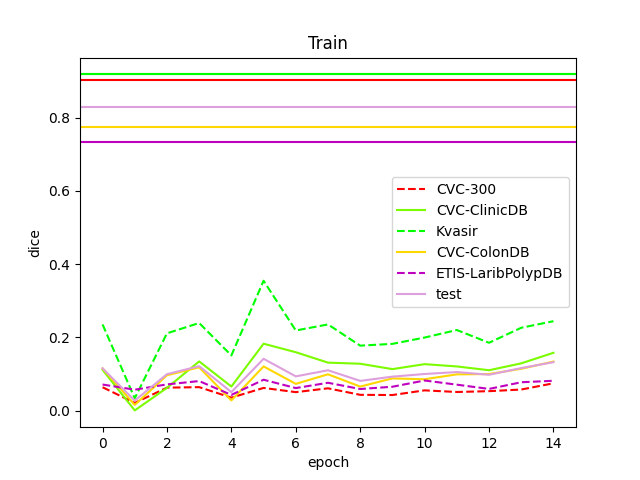 Train
dice
0.8
0.6
0.4
0.2
0.0
CVC-300
CVC-ClinicDB
Kvasir
CVC-ColonDB
ETIS-LaribPolypDB
test
0 2 4 6 8 10 12 14
epoch